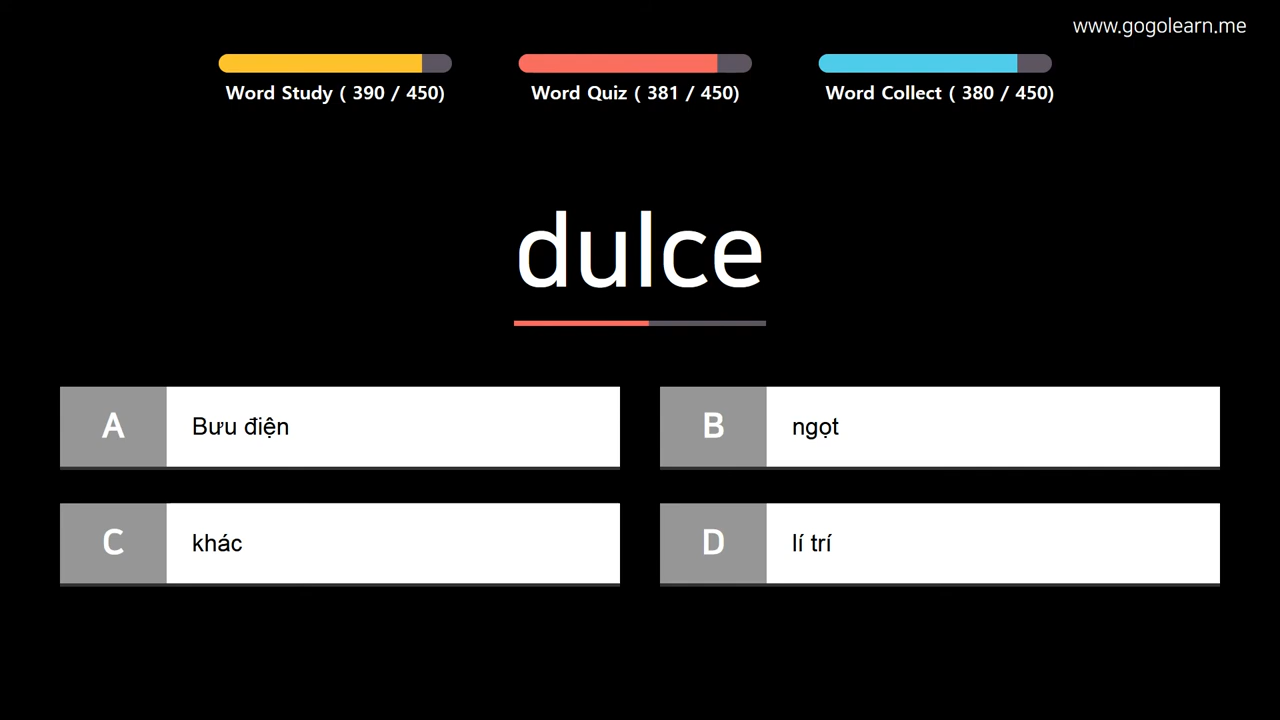 www.gogolearn.me
Word Study ( 390 / 450)
Word Quiz ( 381 / 450)
Word Collect ( 380 / 450)
dulce
A Bưu điện
B ngọt
C khác
D lí trí